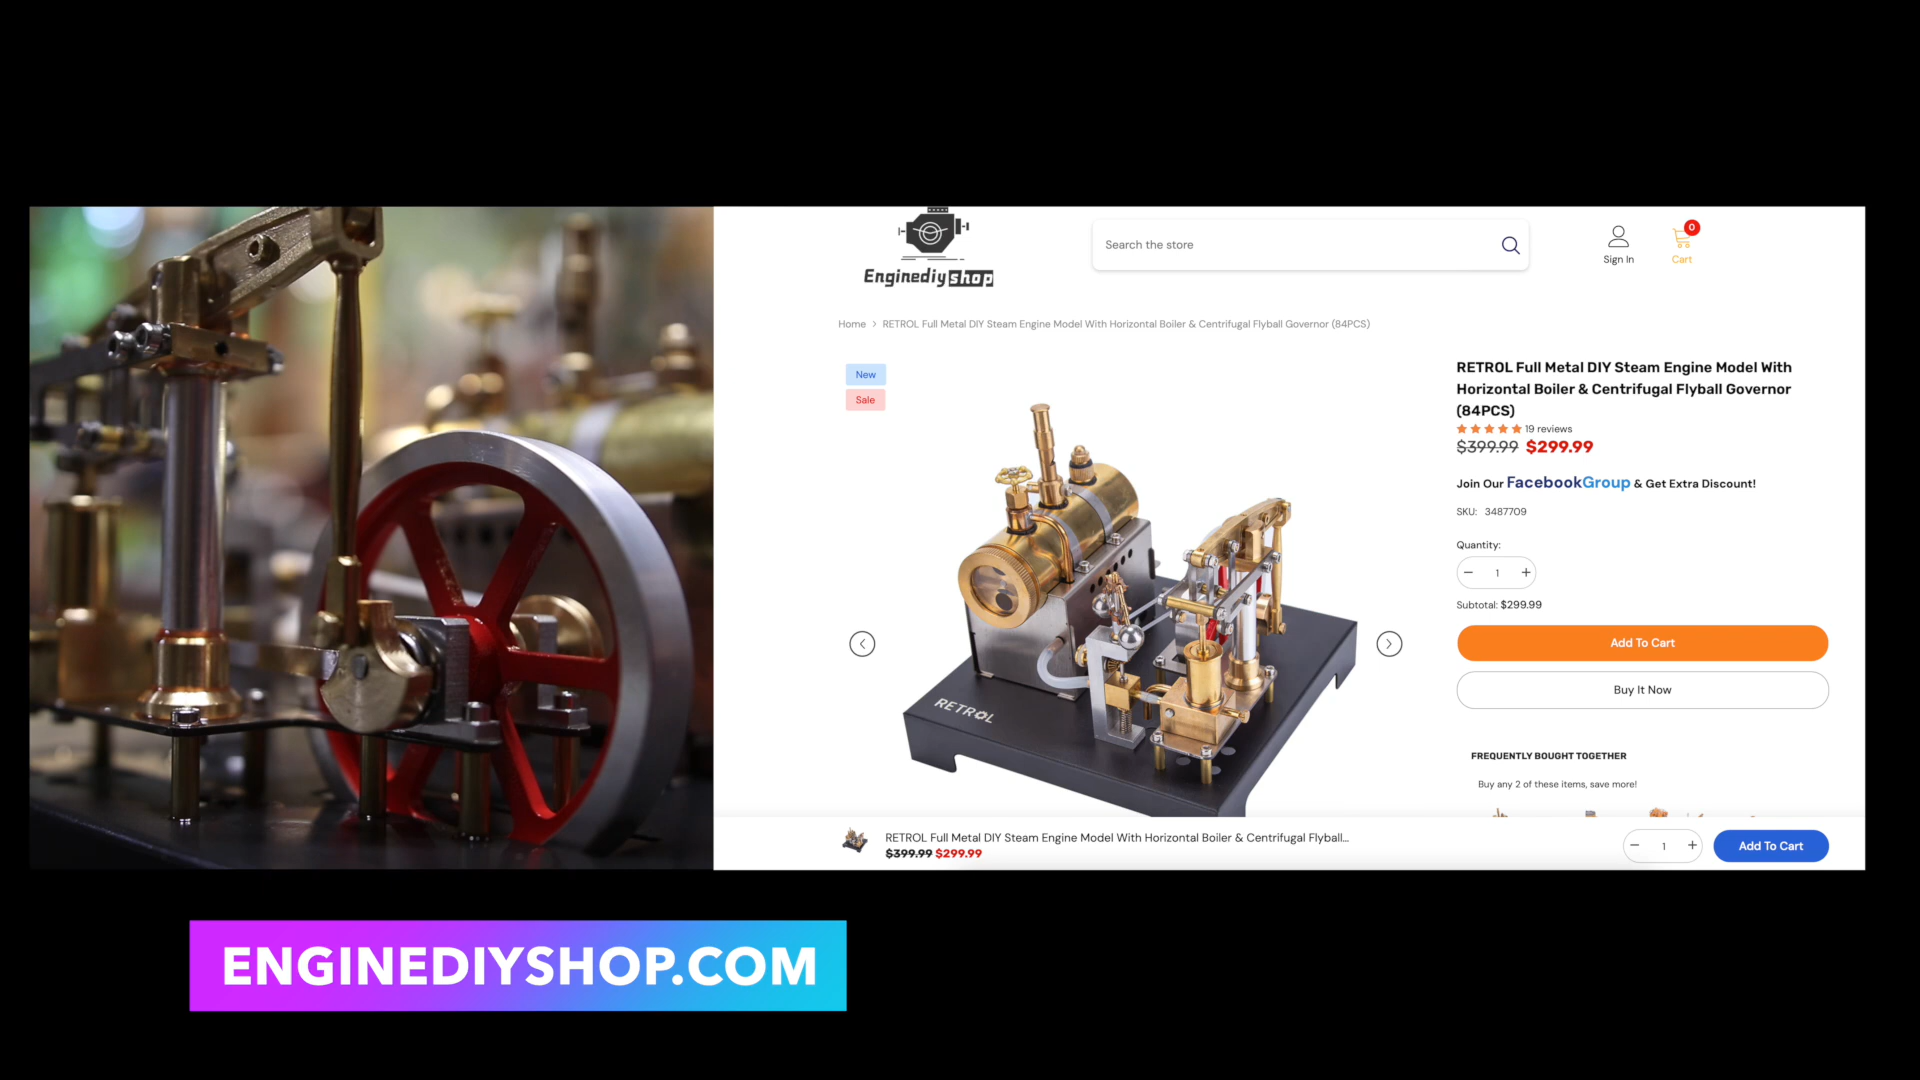 Enginediyshop
Search the store
Sign In
0
Cart
Home > RETROL Full Metal DIY Steam Engine Model With Horizontal Boiler & Centrifugal Flyball Governor (84PCS)
New
Sale
RETROL
RETROL Full Metal DIY Steam Engine Model With
Horizontal Boiler & Centrifugal Flyball Governor
(84PCS)
19 reviews
$399.99 $299.99
Join Our FacebookGroup & Get Extra Discount!
SKU: 3487709
Quantity:
− 1 +
Subtotal: $299.99
Add To Cart
Buy It Now
FREQUENTLY BOUGHT TOGETHER
Buy any 2 of these items, save more!
RETROL Full Metal DIY Steam Engine Model With Horizontal Boiler & Centrifugal Flyball...
$399.99 $299.99
− 1 +
Add To Cart
ENGINEDIYSHOP.COM